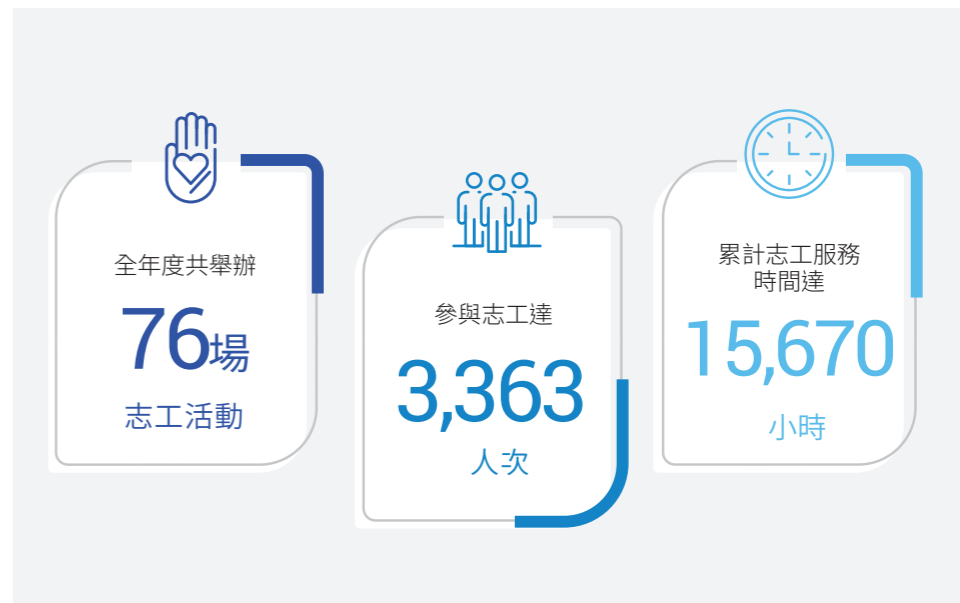 全年度共舉辦
76場
志工活動
參與志工達
3,363
人次
累計志工服務
時間達
15,670
小時